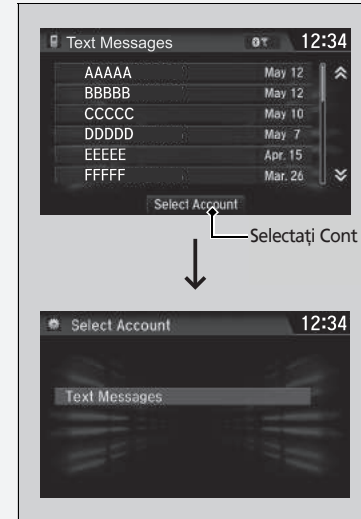 Text Messages 12:34
AAAAA May 12
BBBBB May 12
CCCCC May 10
DDDDD May 7
EEEEE Apr. 15
FFFFF Mar. 26
Select Account
Selectați Cont
Select Account 12:34
Text Messages